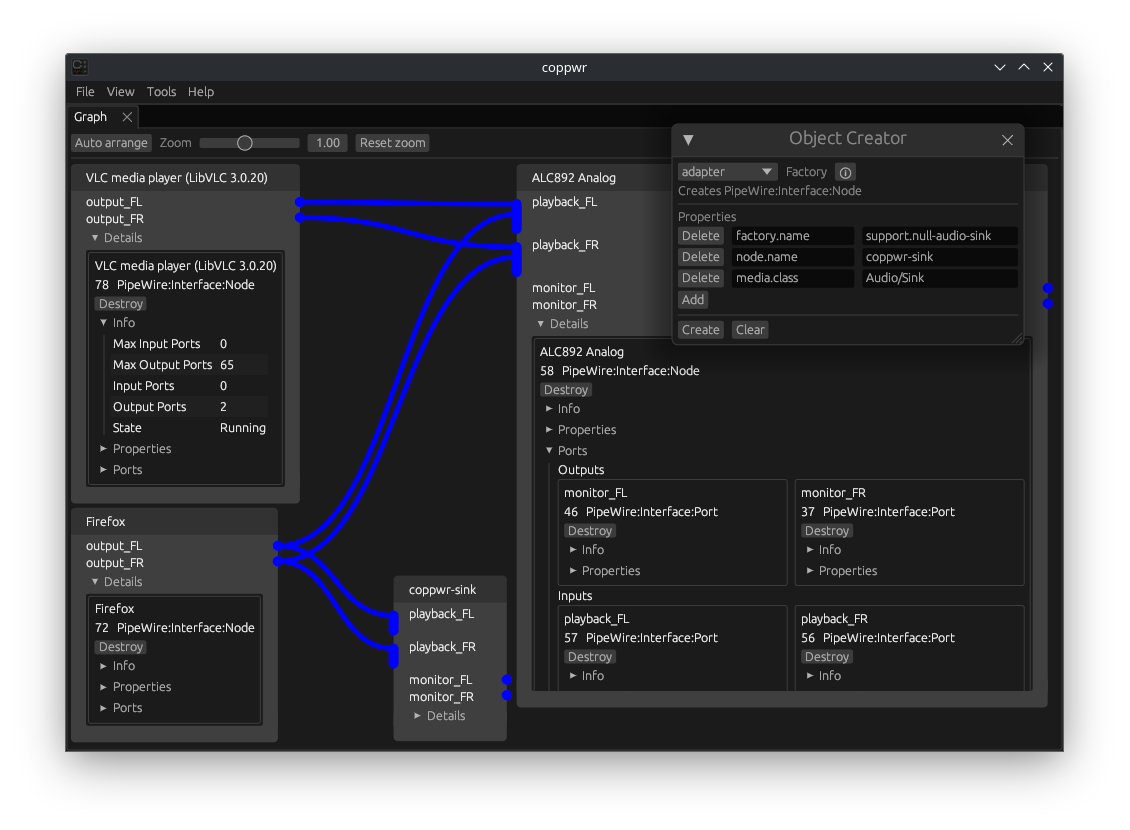 coppwr
File View Tools Help
Graph
Auto arrange Zoom 1.00 Reset zoom
VLC media player (LibVLC 3.0.20)
output_FL
output_FR
Details
VLC media player (LibVLC 3.0.20)
78 PipeWire:Interface:Node
Destroy
Info
Max Input Ports 0
Max Output Ports 65
Input Ports 0
Output Ports 2
State Running
Properties
Ports
Firefox
output_FL
output_FR
Details
Firefox
72 PipeWire:Interface:Node
Destroy
Info
Properties
Ports
coppwr-sink
playback_FL
playback_FR
monitor_FL
monitor_FR
Details
ALC892 Analog
playback_FL
playback_FR
monitor_FL
monitor_FR
Details
ALC892 Analog
58 PipeWire:Interface:Node
Destroy
Info
Properties
Ports
Outputs
monitor_FL
46 PipeWire:Interface:Port
Destroy
Info
Properties
monitor_FR
37 PipeWire:Interface:Port
Destroy
Info
Properties
Inputs
playback_FL
57 PipeWire:Interface:Port
Destroy
Info
playback_FR
56 PipeWire:Interface:Port
Destroy
Info
Object Creator
adapter Factory
Creates PipeWire:Interface:Node
Properties
Delete factory.name support.null-audio-sink
Delete node.name coppwr-sink
Delete media.class Audio/Sink
Add
Create Clear